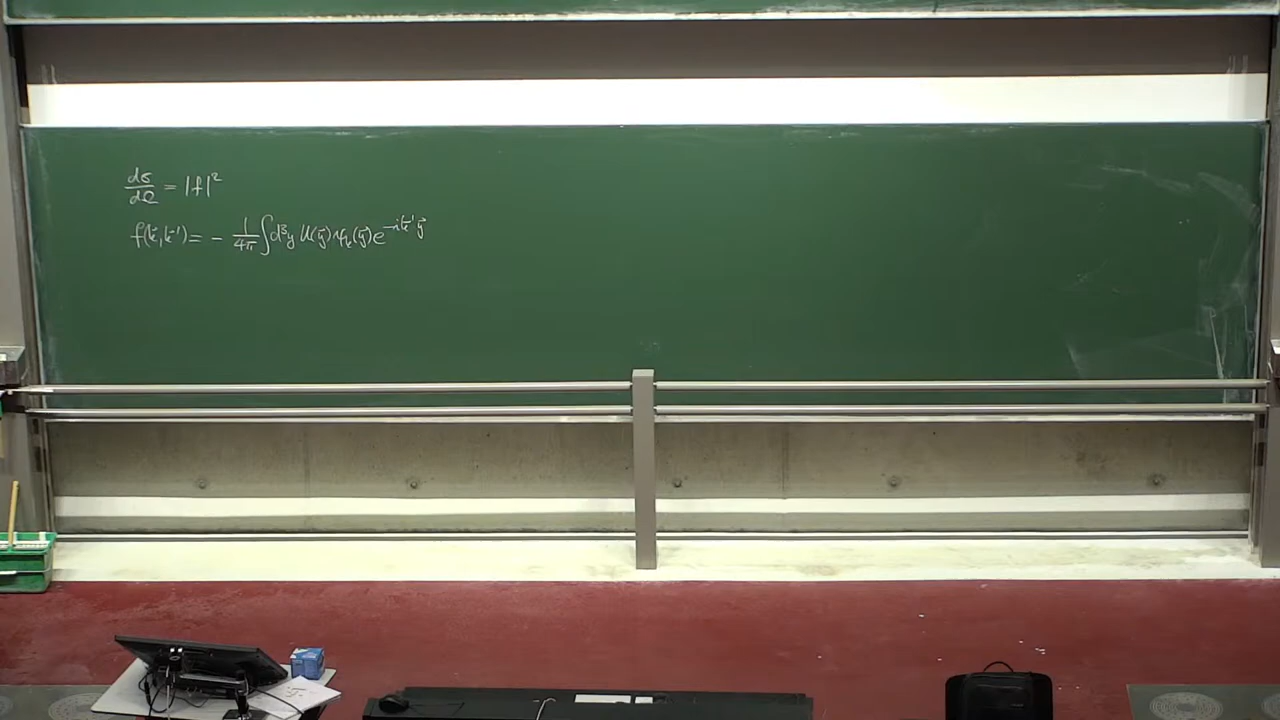 dσ/dΩ = |f|²
f(k⃗,k⃗') = - 1/4π ∫d³y U(y⃗) ψₖ(y⃗) e^{-ik⃗'y⃗}